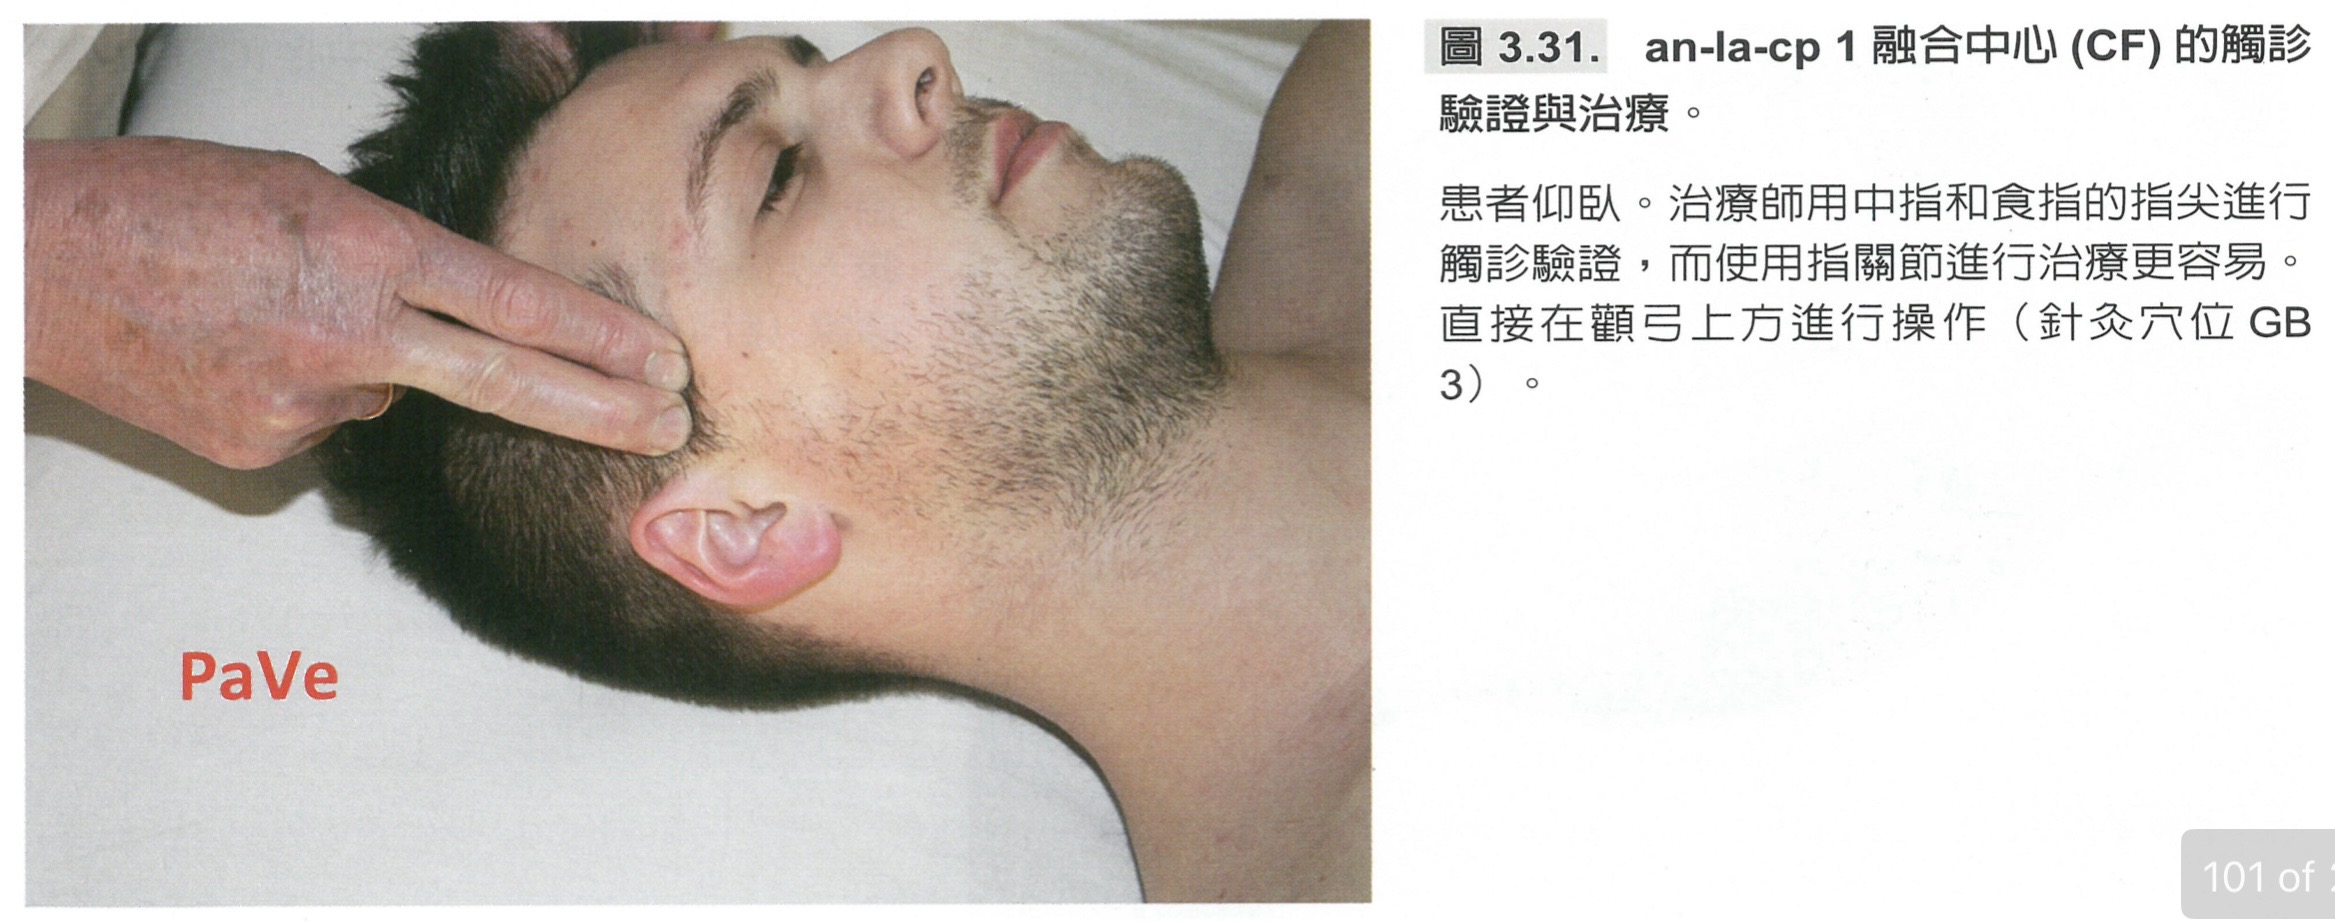 圖 3.31. an-la-cp 1 融合中心 (CF) 的觸診
驗證與治療。
患者仰臥。治療師用中指和食指的指尖進行
觸診驗證，而使用指關節進行治療更容易。
直接在顴弓上方進行操作（針灸穴位 GB
3）。
PaVe
101 of